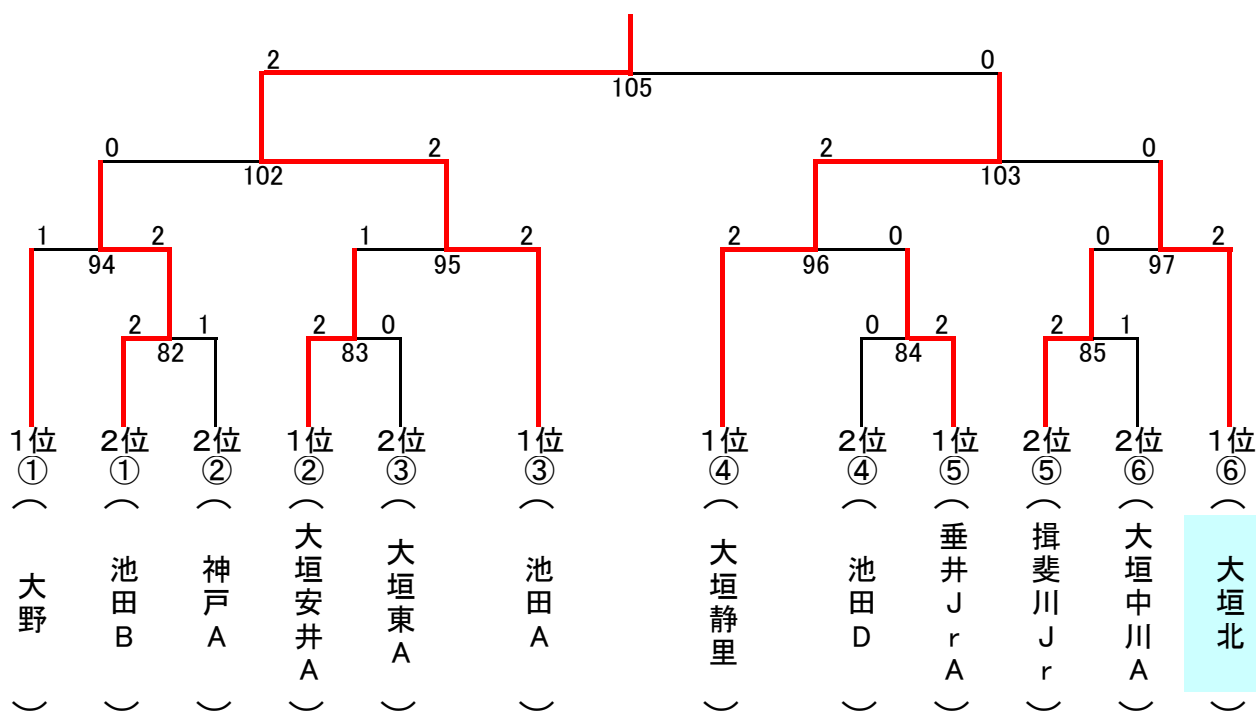 2 0
105
0 2 2 0
102 103
1 2 1 2 2 0 0 2
94 95 96 97
2 1 2 0 0 2 2 1
82 83 84 85
1位 2位 2位 1位 2位 1位 1位 2位 1位 2位 2位 1位
① ① ② ② ③ ③ ④ ④ ⑤ ⑤ ⑥ ⑥
（大野）
（池田B）
（神戸A）
（大垣安井A）
（大垣東A）
（池田A）
（大垣静里）
（池田D）
（垂井JrA）
（揖斐川Jr）
（大垣中川A）
（大垣北）